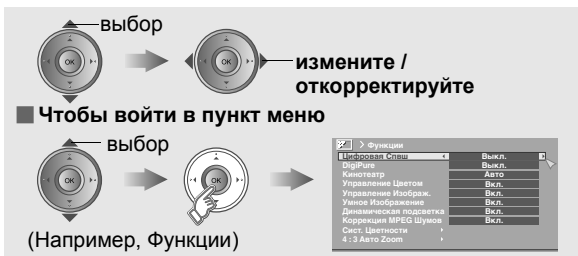 выбор
OK OK
измените /
откорректируйте
Чтобы войти в пункт меню
выбор
OK OK
(Например, Функции)
> Функции
Цифровая Спвш Выкл.
DigiPure Выкл.
Кинотеатр Авто
Управление Цветом Вкл.
Управление Изображ. Вкл.
Умное Изображение Вкл.
Динамическая подсветка Вкл.
Коррекция MPEG Шумов Вкл.
Сист. Цветности
4 : 3 Авто Zoom